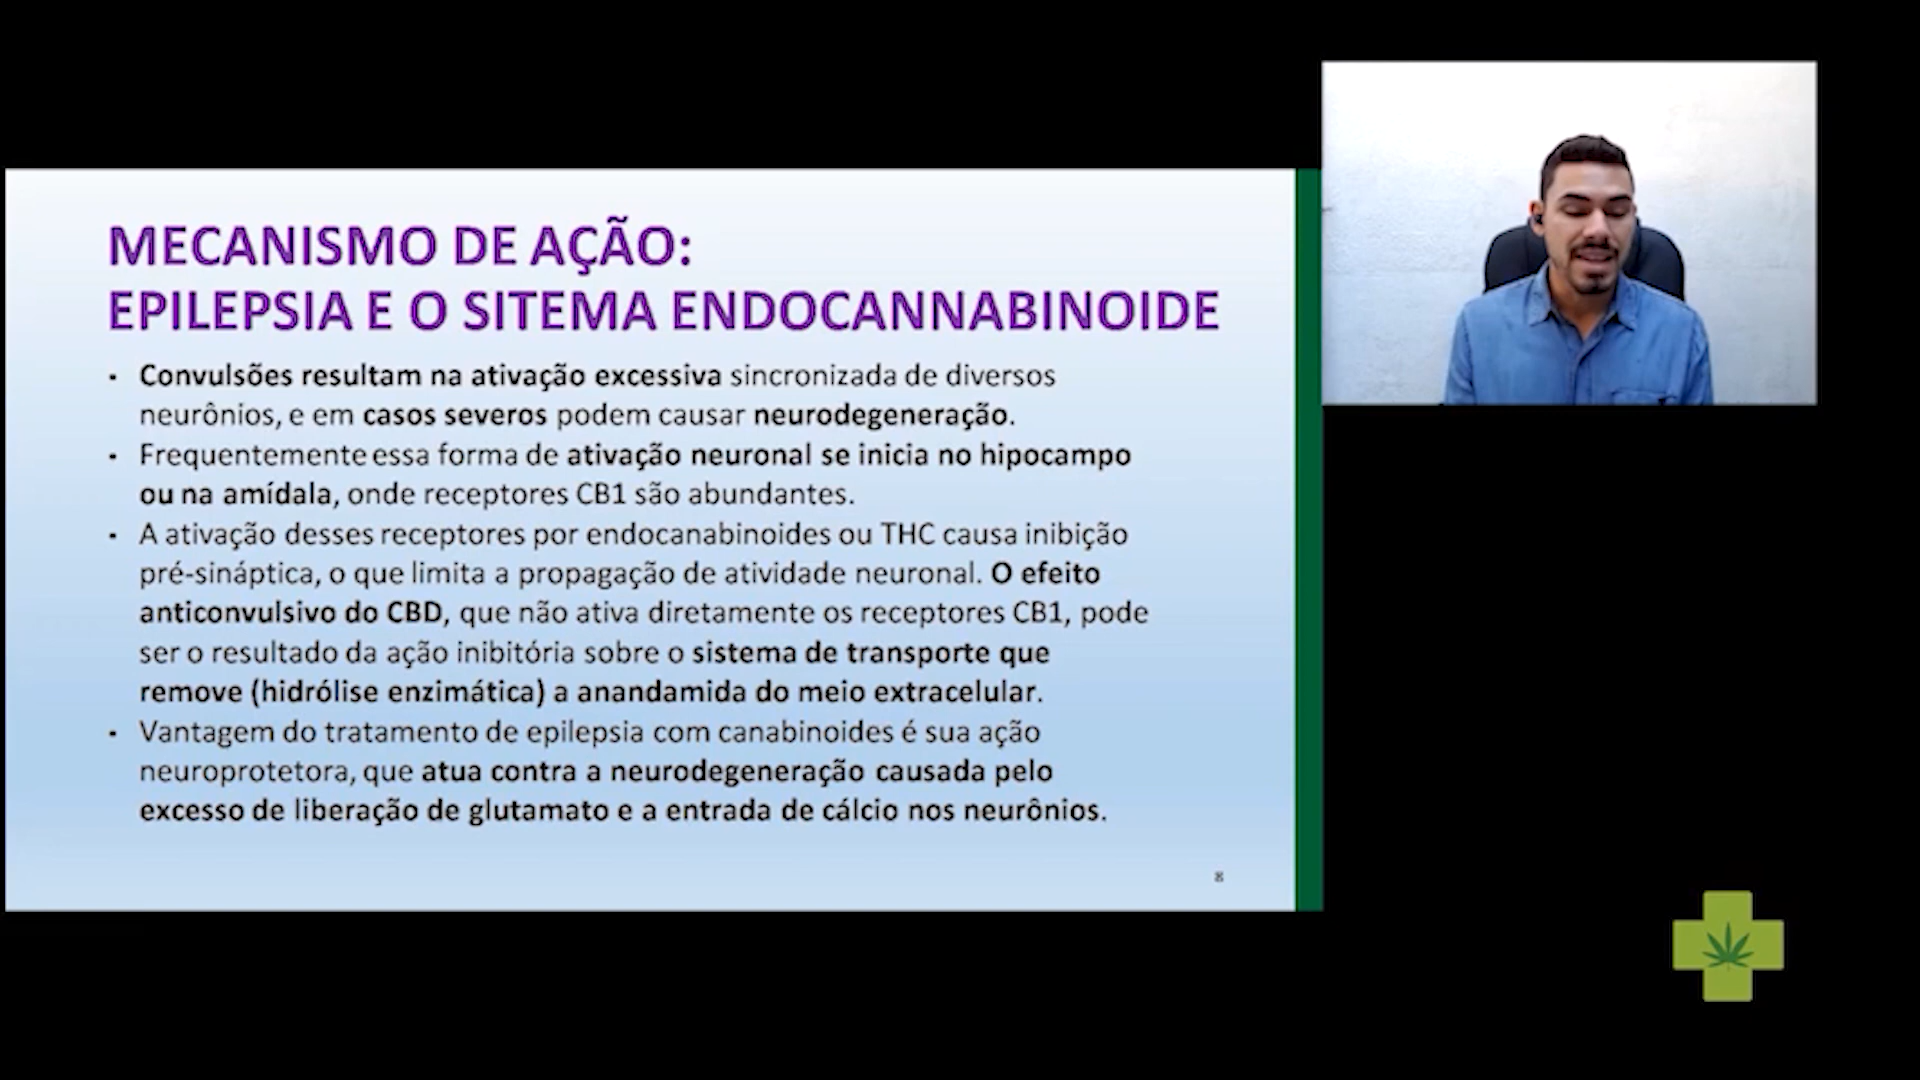 MECANISMO DE AÇÃO:
EPILEPSIA E O SITEMA ENDOCANNABINOIDE
• Convulsões resultam na ativação excessiva sincronizada de diversos
neurônios, e em casos severos podem causar neurodegeneração.
• Frequentemente essa forma de ativação neuronal se inicia no hipocampo
ou na amídala, onde receptores CB1 são abundantes.
• A ativação desses receptores por endocanabinoides ou THC causa inibição
pré-sináptica, o que limita a propagação de atividade neuronal. O efeito
anticonvulsivo do CBD, que não ativa diretamente os receptores CB1, pode
ser o resultado da ação inibitória sobre o sistema de transporte que
remove (hidrólise enzimática) a anandamida do meio extracelular.
• Vantagem do tratamento de epilepsia com canabinoides é sua ação
neuroprotetora, que atua contra a neurodegeneração causada pelo
excesso de liberação de glutamato e a entrada de cálcio nos neurônios.
8